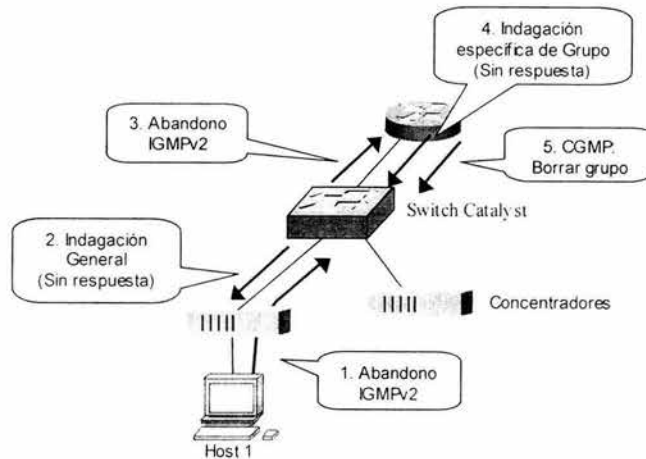 4. Indagación
específica de Grupo
(Sin respuesta)
3. Abandono
IGMPv2
5. CGMP:
Borrar grupo
Switch Catalyst
2. Indagación
General
(Sin respuesta)
Concentradores
1. Abandono
IGMPv2
Host 1